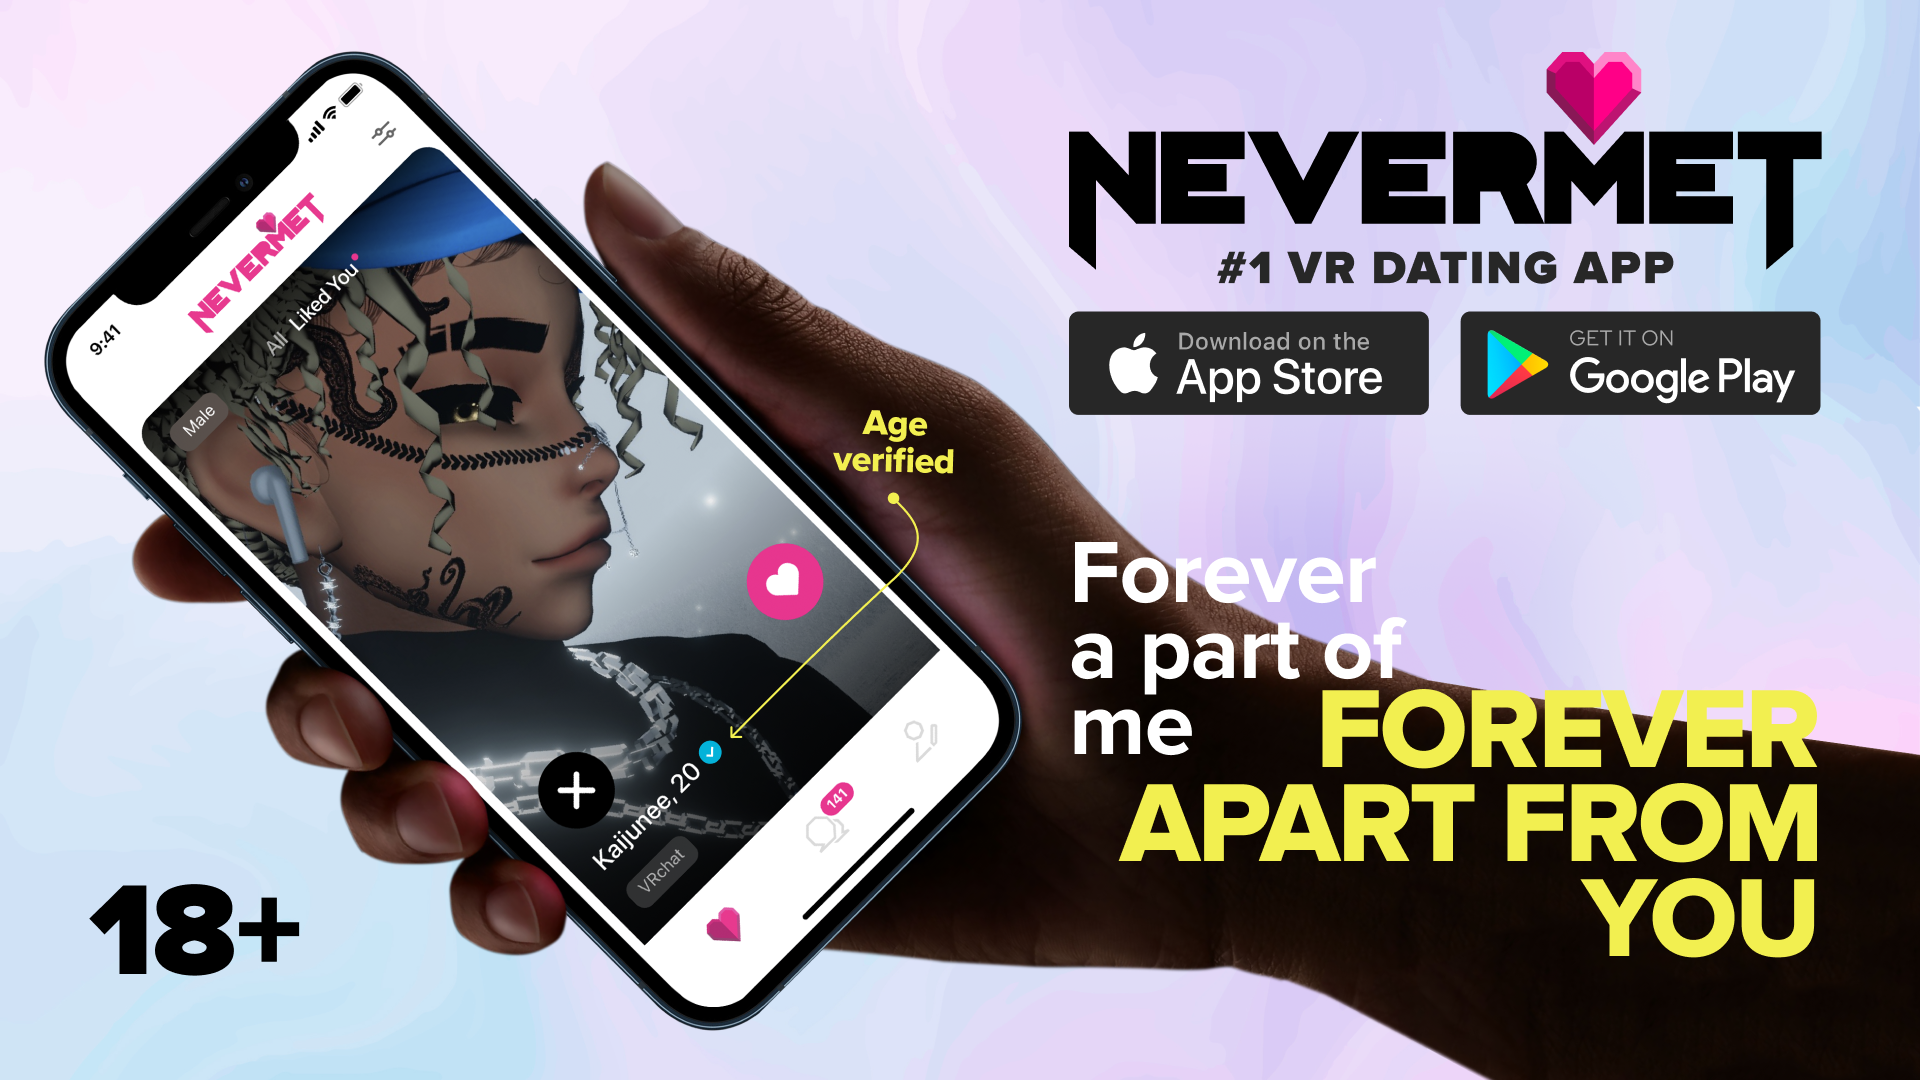 9:41
NEVERMET
All Liked You
Male
Kaijunee, 20
VRchat
141
Age
verified
18+
NEVERMET
#1 VR DATING APP
Download on the
App Store
GET IT ON
Google Play
Forever
a part of
me
FOREVER
APART FROM
YOU